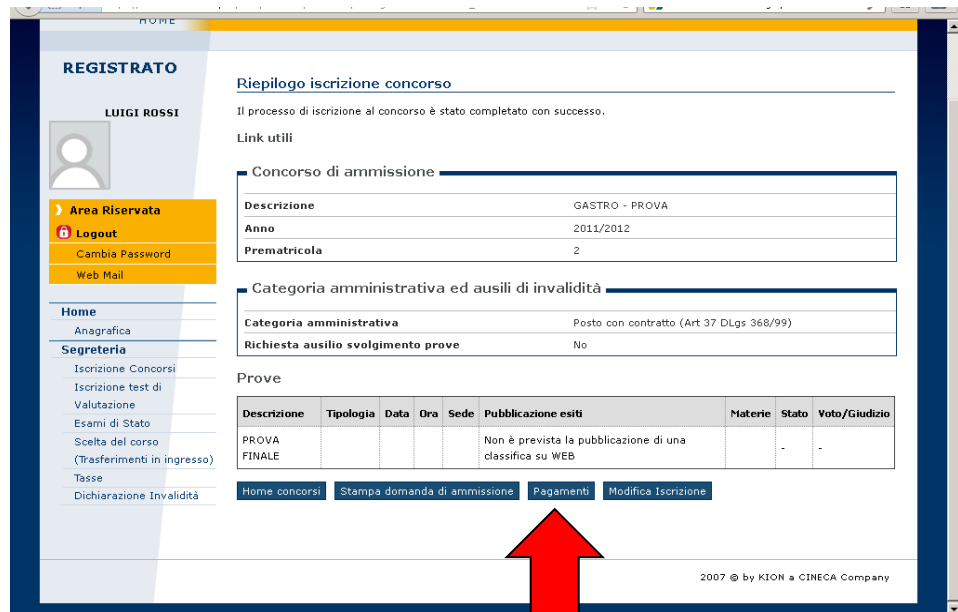 HOME
REGISTRATO
LUIGI ROSSI
Area Riservata
Logout
Cambia Password
Web Mail
Home
Anagrafica
Segreteria
Iscrizione Concorsi
Iscrizione test di
Valutazione
Esami di Stato
Scelta del corso
(Trasferimenti in ingresso)
Tasse
Dichiarazione Invalidità
Riepilogo iscrizione concorso
Il processo di iscrizione al concorso è stato completato con successo.
Link utili
Concorso di ammissione
Descrizione GASTRO - PROVA
Anno 2011/2012
Prematricola 2
Categoria amministrativa ed ausili di invalidità
Categoria amministrativa Posto con contratto (Art 37 DLgs 368/99)
Richiesta ausilio svolgimento prove No
Prove
Descrizione Tipologia Data Ora Sede Pubblicazione esiti Materie Stato Voto/Giudizio
PROVA FINALE Non è prevista la pubblicazione di una classifica su WEB - -
Home concorsi Stampa domanda di ammissione Pagamenti Modifica Iscrizione
2007 © by KION a CINECA Company